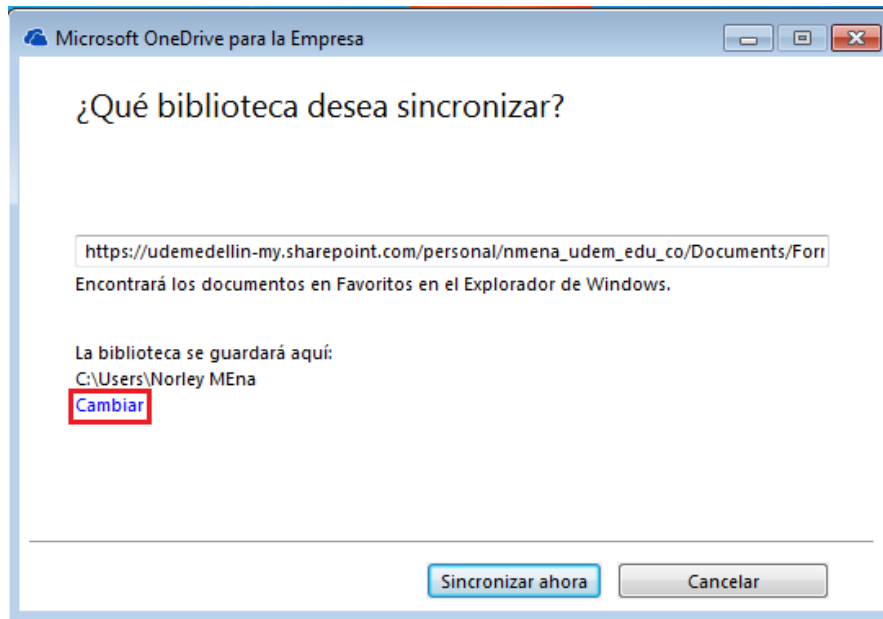 Microsoft OneDrive para la Empresa
¿Qué biblioteca desea sincronizar?
https://udemedellin-my.sharepoint.com/personal/nmena_udem_edu_co/Documents/Forr
Encontrará los documentos en Favoritos en el Explorador de Windows.
La biblioteca se guardará aquí:
C:\Users\Norley MEna
Cambiar
Sincronizar ahora
Cancelar